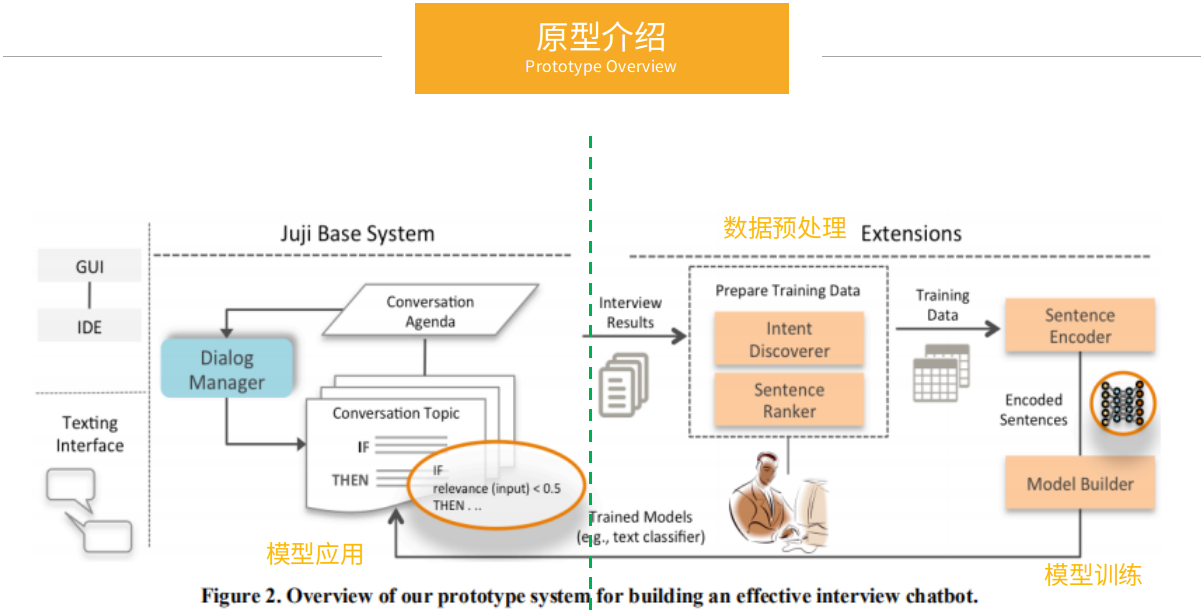 原型介绍
Prototype Overview
Juji Base System
数据预处理
Extensions
GUI
IDE
Texting
Interface
Conversation
Agenda
Dialog
Manager
Conversation Topic
IF
THEN
IF
relevance (input) < 0.5
THEN . ..
模型应用
Interview
Results
Prepare Training Data
Intent
Discoverer
Sentence
Ranker
Training
Data
Sentence
Encoder
Encoded
Sentences
Model Builder
Trained Models
(e.g., text classifier)
模型训练
Figure 2. Overview of our prototype system for building an effective interview chatbot.